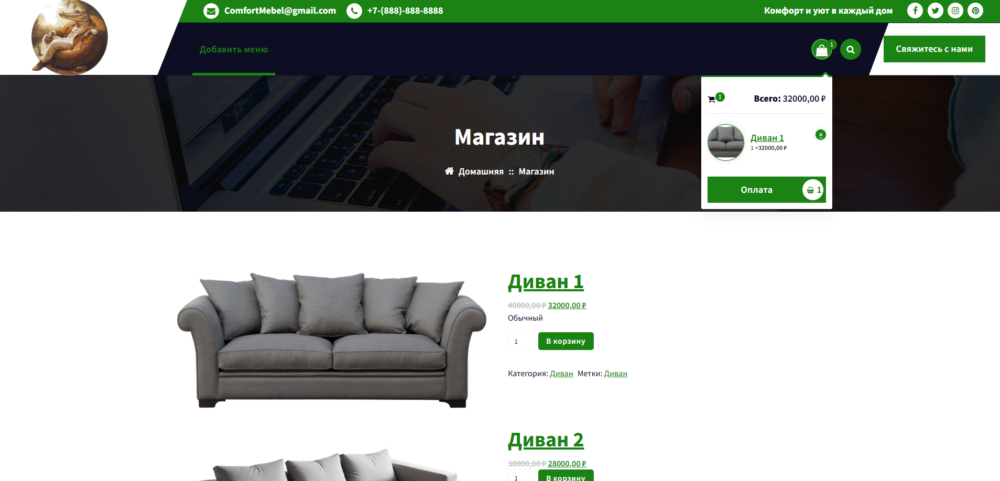 ComfortMebel@gmail.com +7-(888)-888-8888 Комфорт и уют в каждый дом
Добавить меню 1 Свяжитесь с нами
1 Всего: 32000,00 ₽
Диван 1 ×
1 ×32000,00 ₽
Оплата 1
Магазин
Домашняя :: Магазин
Диван 1
40000,00 ₽ 32000,00 ₽
Обычный
1 В корзину
Категория: Диван Метки: Диван
Диван 2
30000,00 ₽ 28000,00 ₽
1 В корзину